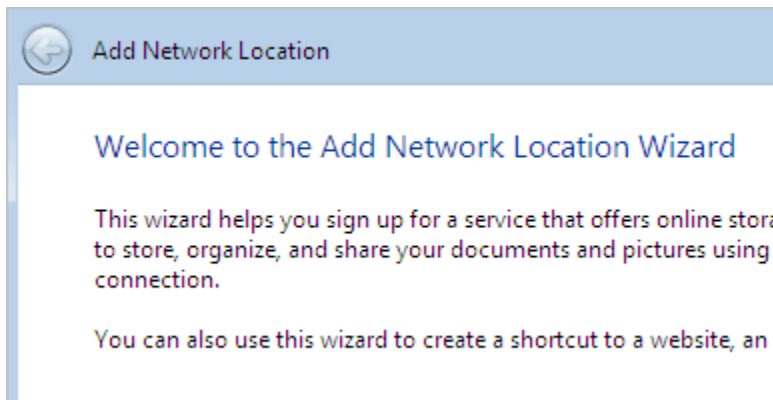 Add Network Location
Welcome to the Add Network Location Wizard
This wizard helps you sign up for a service that offers online stora
to store, organize, and share your documents and pictures using
connection.
You can also use this wizard to create a shortcut to a website, an